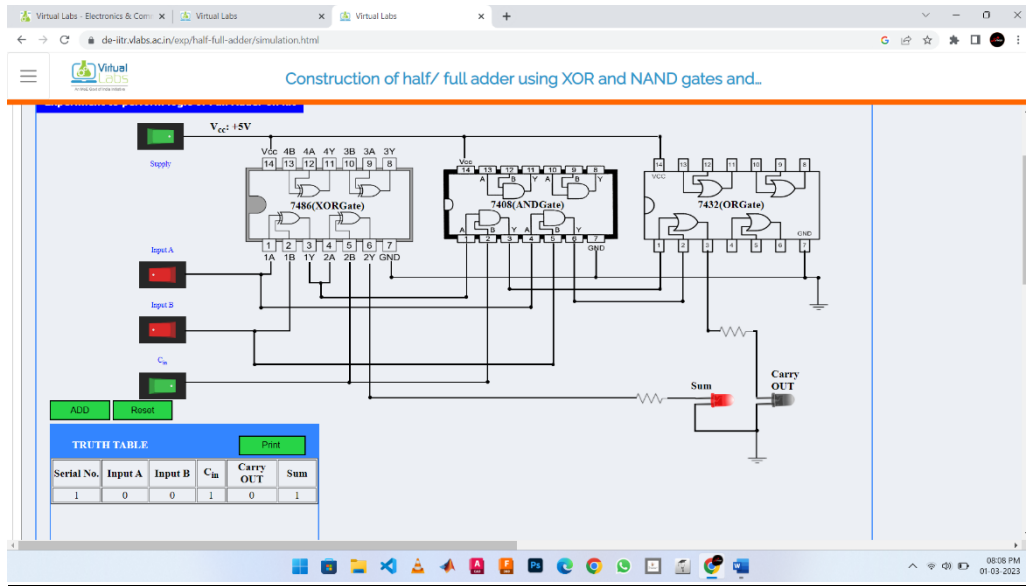 Virtual Labs - Electronics & Com
Virtual Labs
Virtual Labs
de-iitr.vlabs.ac.in/exp/half-full-adder/simulation.html
Virtual
Labs
An MoE Govt of India Initiative
Construction of half/ full adder using XOR and NAND gates and…
Vcc: +5V
Supply
Vcc 4B 4A 4Y 3B 3A 3Y
14 13 12 11 10 9 8
7486(XORGate)
1 2 3 4 5 6 7
1A 1B 1Y 2A 2B 2Y GND
Vcc
14 13 12 11 10 9 8
A B Y A B Y
7408(ANDGate)
A B Y A B Y
1 2 3 4 5 6 7
GND
14 13 12 11 10 9 8
VCC
7432(ORGate)
GND
1 2 3 4 5 6 7
Input A
Input B
Cin
Sum
Carry
OUT
ADD Reset
TRUTH TABLE Print
Serial No. Input A Input B Cin Carry OUT Sum
1 0 0 1 0 1
08:08 PM
01-03-2023